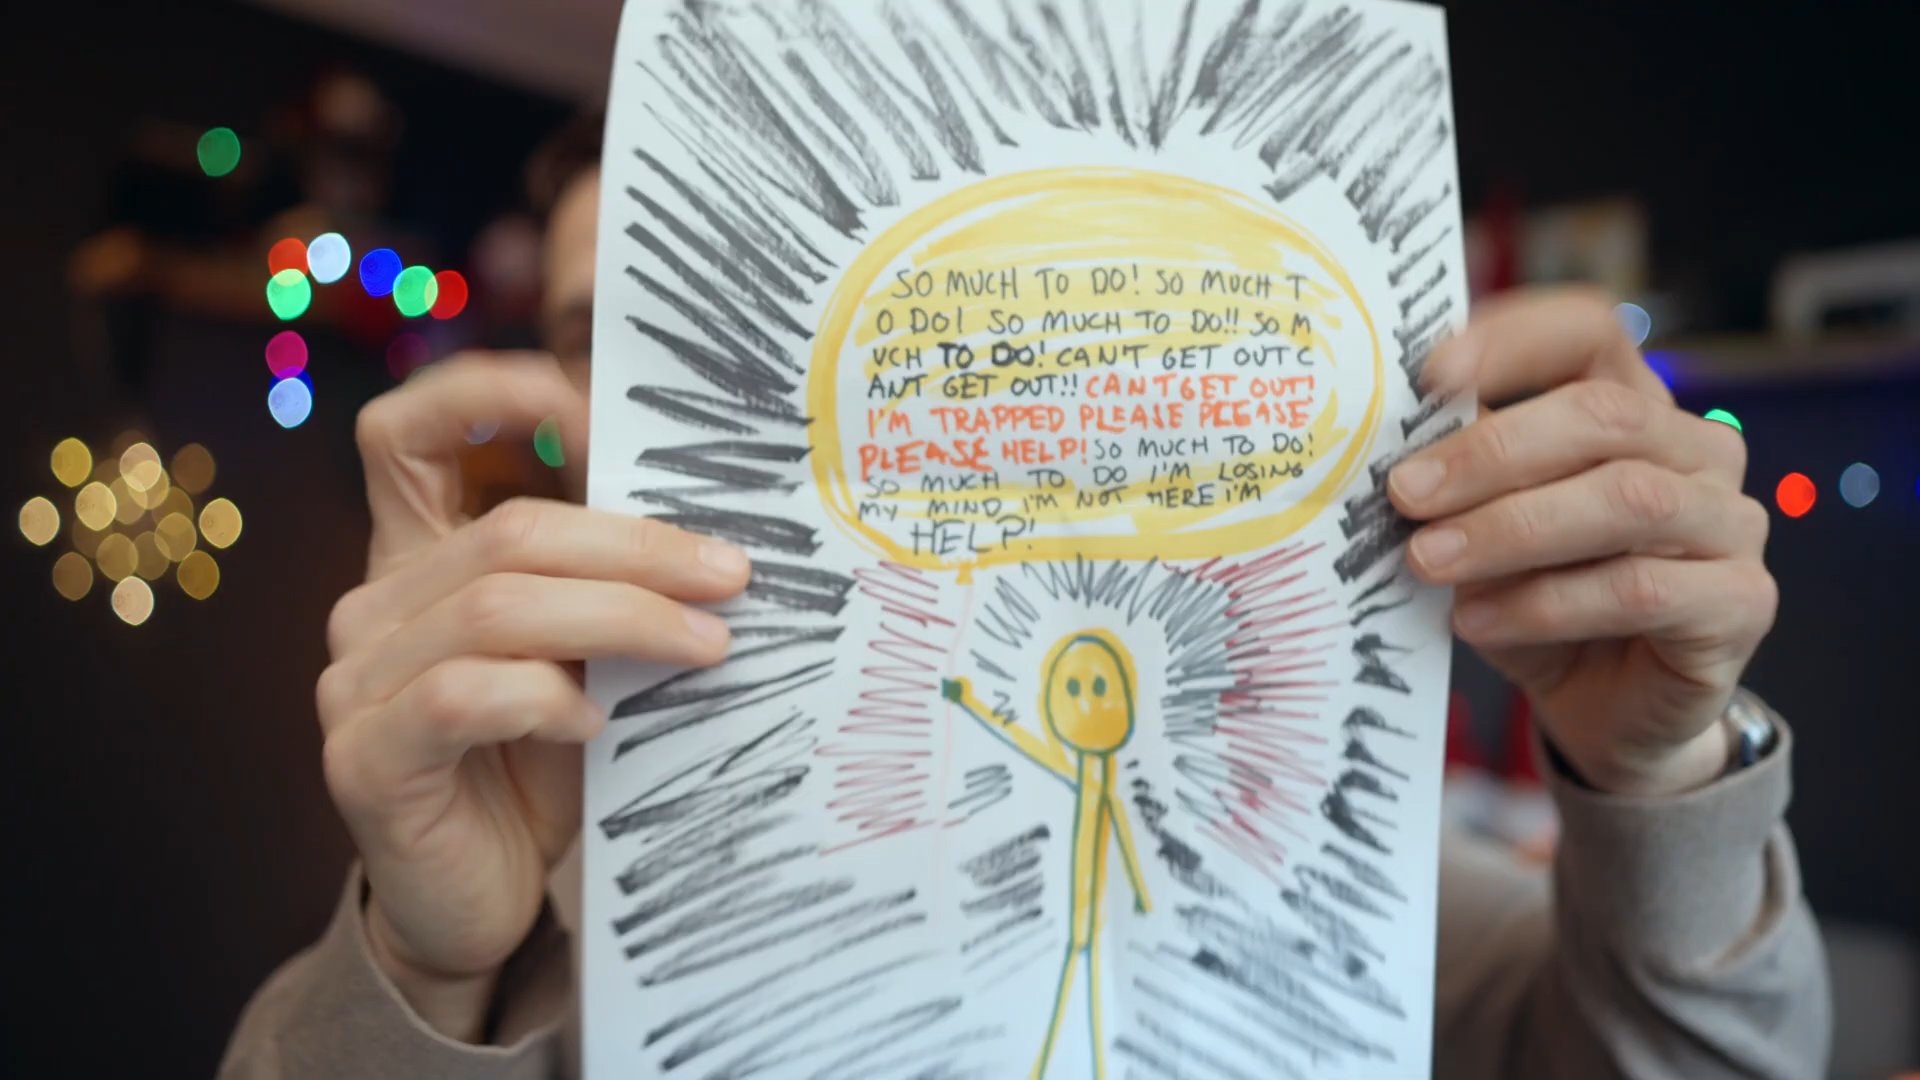 SO MUCH TO DO! SO MUCH T
O DO! SO MUCH TO DO!! SO M
UCH TO DO! CAN'T GET OUT C
ANT GET OUT!! CANT GET OUT!
I'M TRAPPED PLEASE PLEASE
PLEASE HELP! SO MUCH TO DO!
SO MUCH TO DO I'M LOSING
MY MIND I'M NOT HERE I'M
HELP!